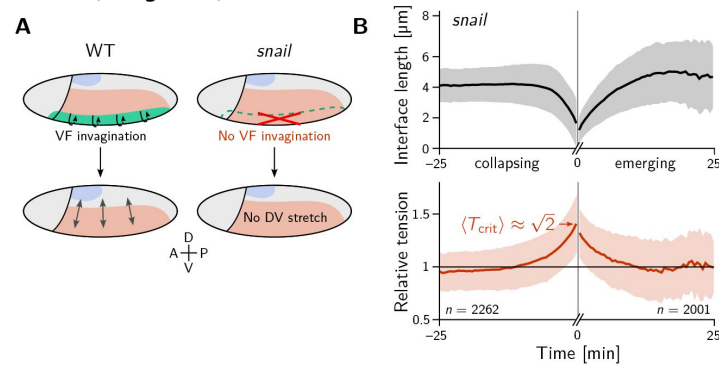 A
WT
snail
VF invagination
No VF invagination
No DV stretch
D
A P
V
B
snail
Interface length [μm]
8
6
4
2
0
−25
collapsing
0
emerging
25
Relative tension
1.5
1
0.5
⟨Tcrit⟩ ≈ √2
n = 2262
n = 2001
−25
0
25
Time [min]